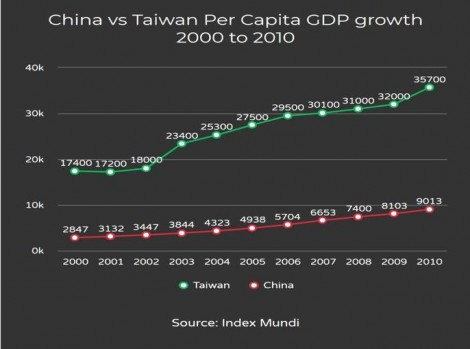 China vs Taiwan Per Capita GDP growth
2000 to 2010
40k
35700
30k
32000
31000
30100
29500
27500
25300
23400
20k
17400 17200 18000
10k
2847 3132 3447 3844 4323 4938 5704 6653 7400 8103 9013
0k
2000 2001 2002 2003 2004 2005 2006 2007 2008 2009 2010
Taiwan China
Source: Index Mundi